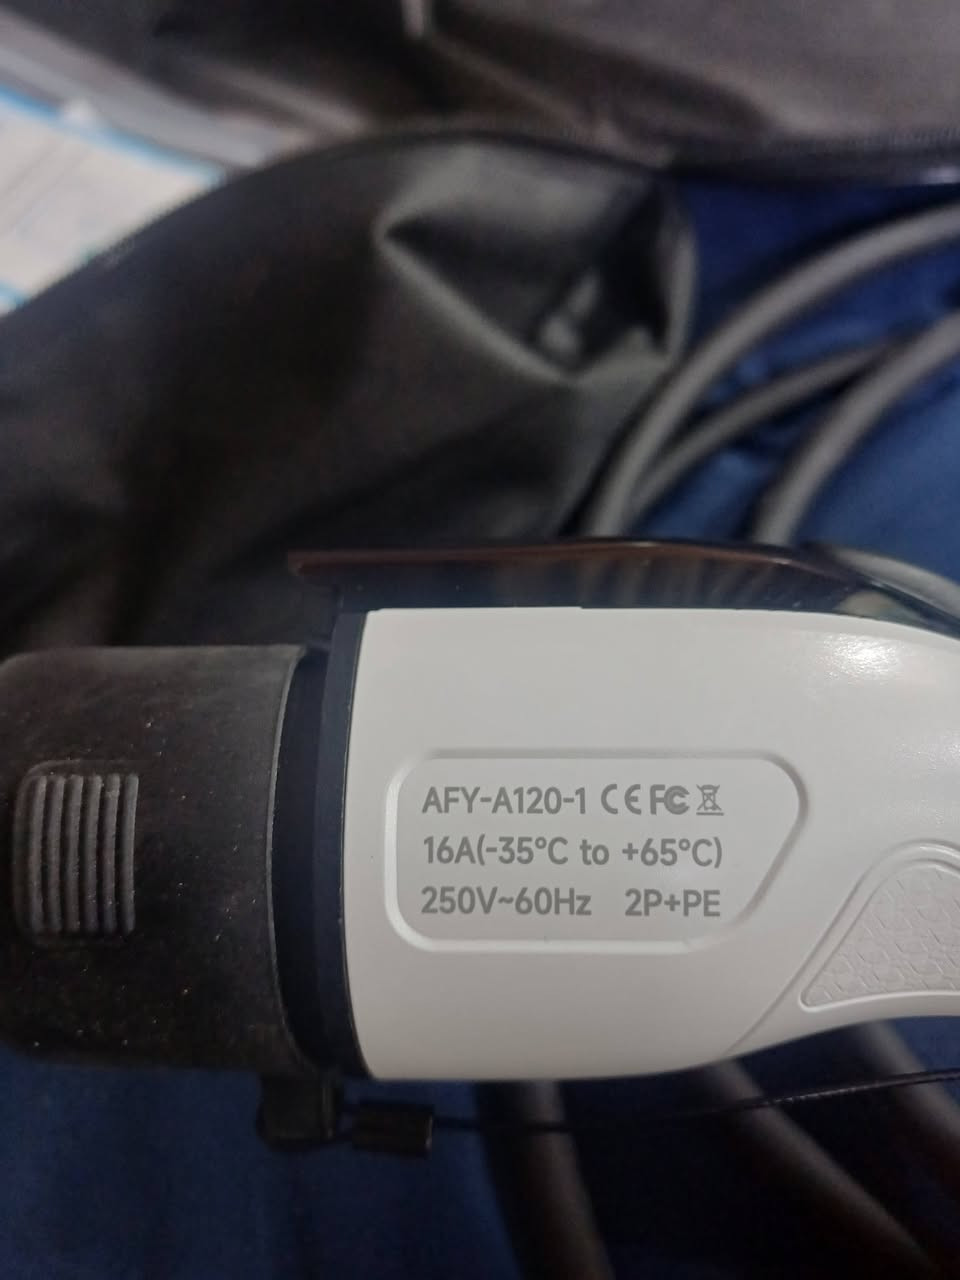 AFY-A120-1 CE FC
16A(-35°C to +65°C)
250V~60Hz 2P+PE